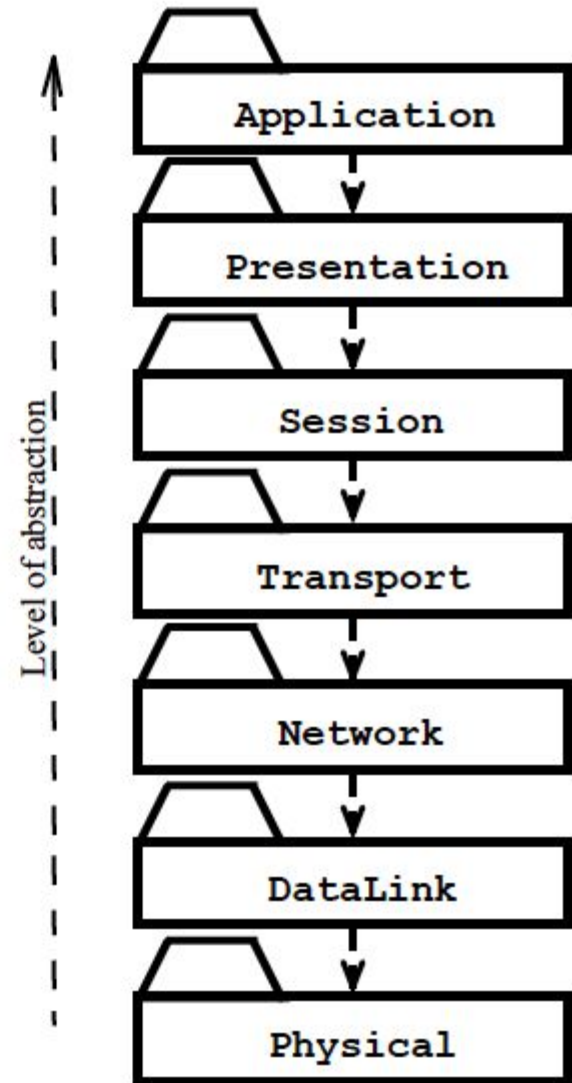 Application
Presentation
Session
Level of abstraction
Transport
Network
DataLink
Physical